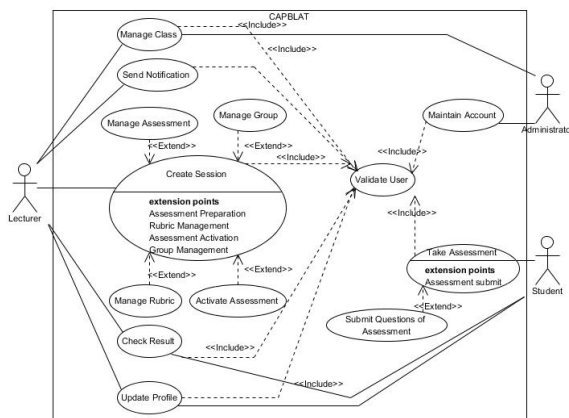 CAPBLAT
<<Include>>
Manage Class
<<Include>>
Send Notification
Manage Assessment
Manage Group
Maintain Account
Administrato
<<Extend>>
<<Extend>>
<<Include>>
<<Include>>
Create Session
Validate User
Lecturer
extension points
Assessment Preparation
Rubric Management
Assessment Activation
Group Management
<<Include>>
Take Assessment
extension points
Assessment submit
Student
<<Extend>>
<<Extend>>
Manage Rubric
Activate Assessment
<<Extend>>
Submit Questions of
Assessment
Check Result
<<Include>>
<<Include>>
Update Profile